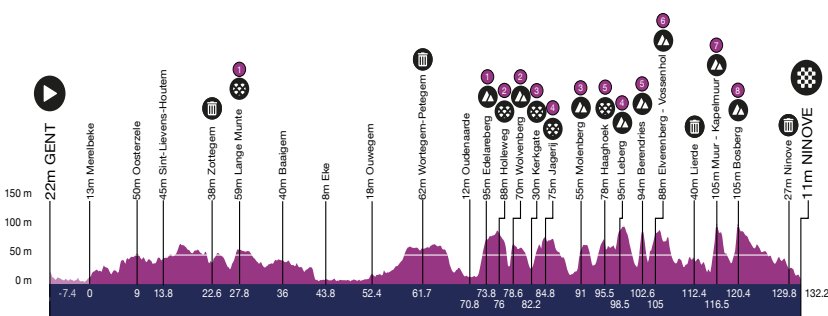 6
1
7
1
2
2
3
3
4
5
4
5
8
22m GENT
13m Merelbeke
50m Oosterzele
45m Sint-Lievens-Houtem
38m Zottegem
59m Lange Munte
40m Baaigem
8m Eke
18m Ouwegem
62m Wortegem-Petegem
12m Oudenaarde
95m Edelareberg
88m Holleweg
70m Wolvenberg
30m Kerkgate
75m Jagerij
55m Molenberg
78m Haaghoek
95m Leberg
94m Berendries
88m Elverenberg - Vossenhol
40m Lierde
105m Muur - Kapelmuur
105m Bosberg
27m Ninove
11m NINOVE
150 m
100 m
50 m
0 m
-7.4 0 9 13.8 22.6 27.8 36 43.8 52.4 61.7 73.8 78.6 84.8 91 95.5 102.6 112.4 120.4 129.8 132.2
70.8 76 82.2 98.5 105 116.5